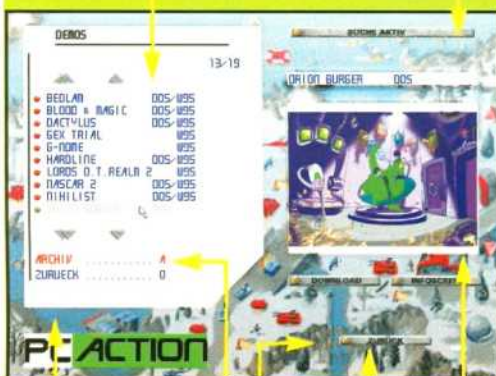 DEMOS
13/19
BEDLAM DOS/W95
BLOOD & MAGIC DOS/W95
DACTYLUS DOS/W95
GEX TRIAL W95
G-NOME W95
HARDLINE DOS/W95
LORDS O.T.REALM 2 W95
NASCAR 2 DOS/W95
NIHILIST DOS/W95
ARCHIV .......... A
ZURUECK .......... 0
PC ACTION
SUCHE AKTIV
ORION BURGER DOS
DOWNLOAD
ZURUECK